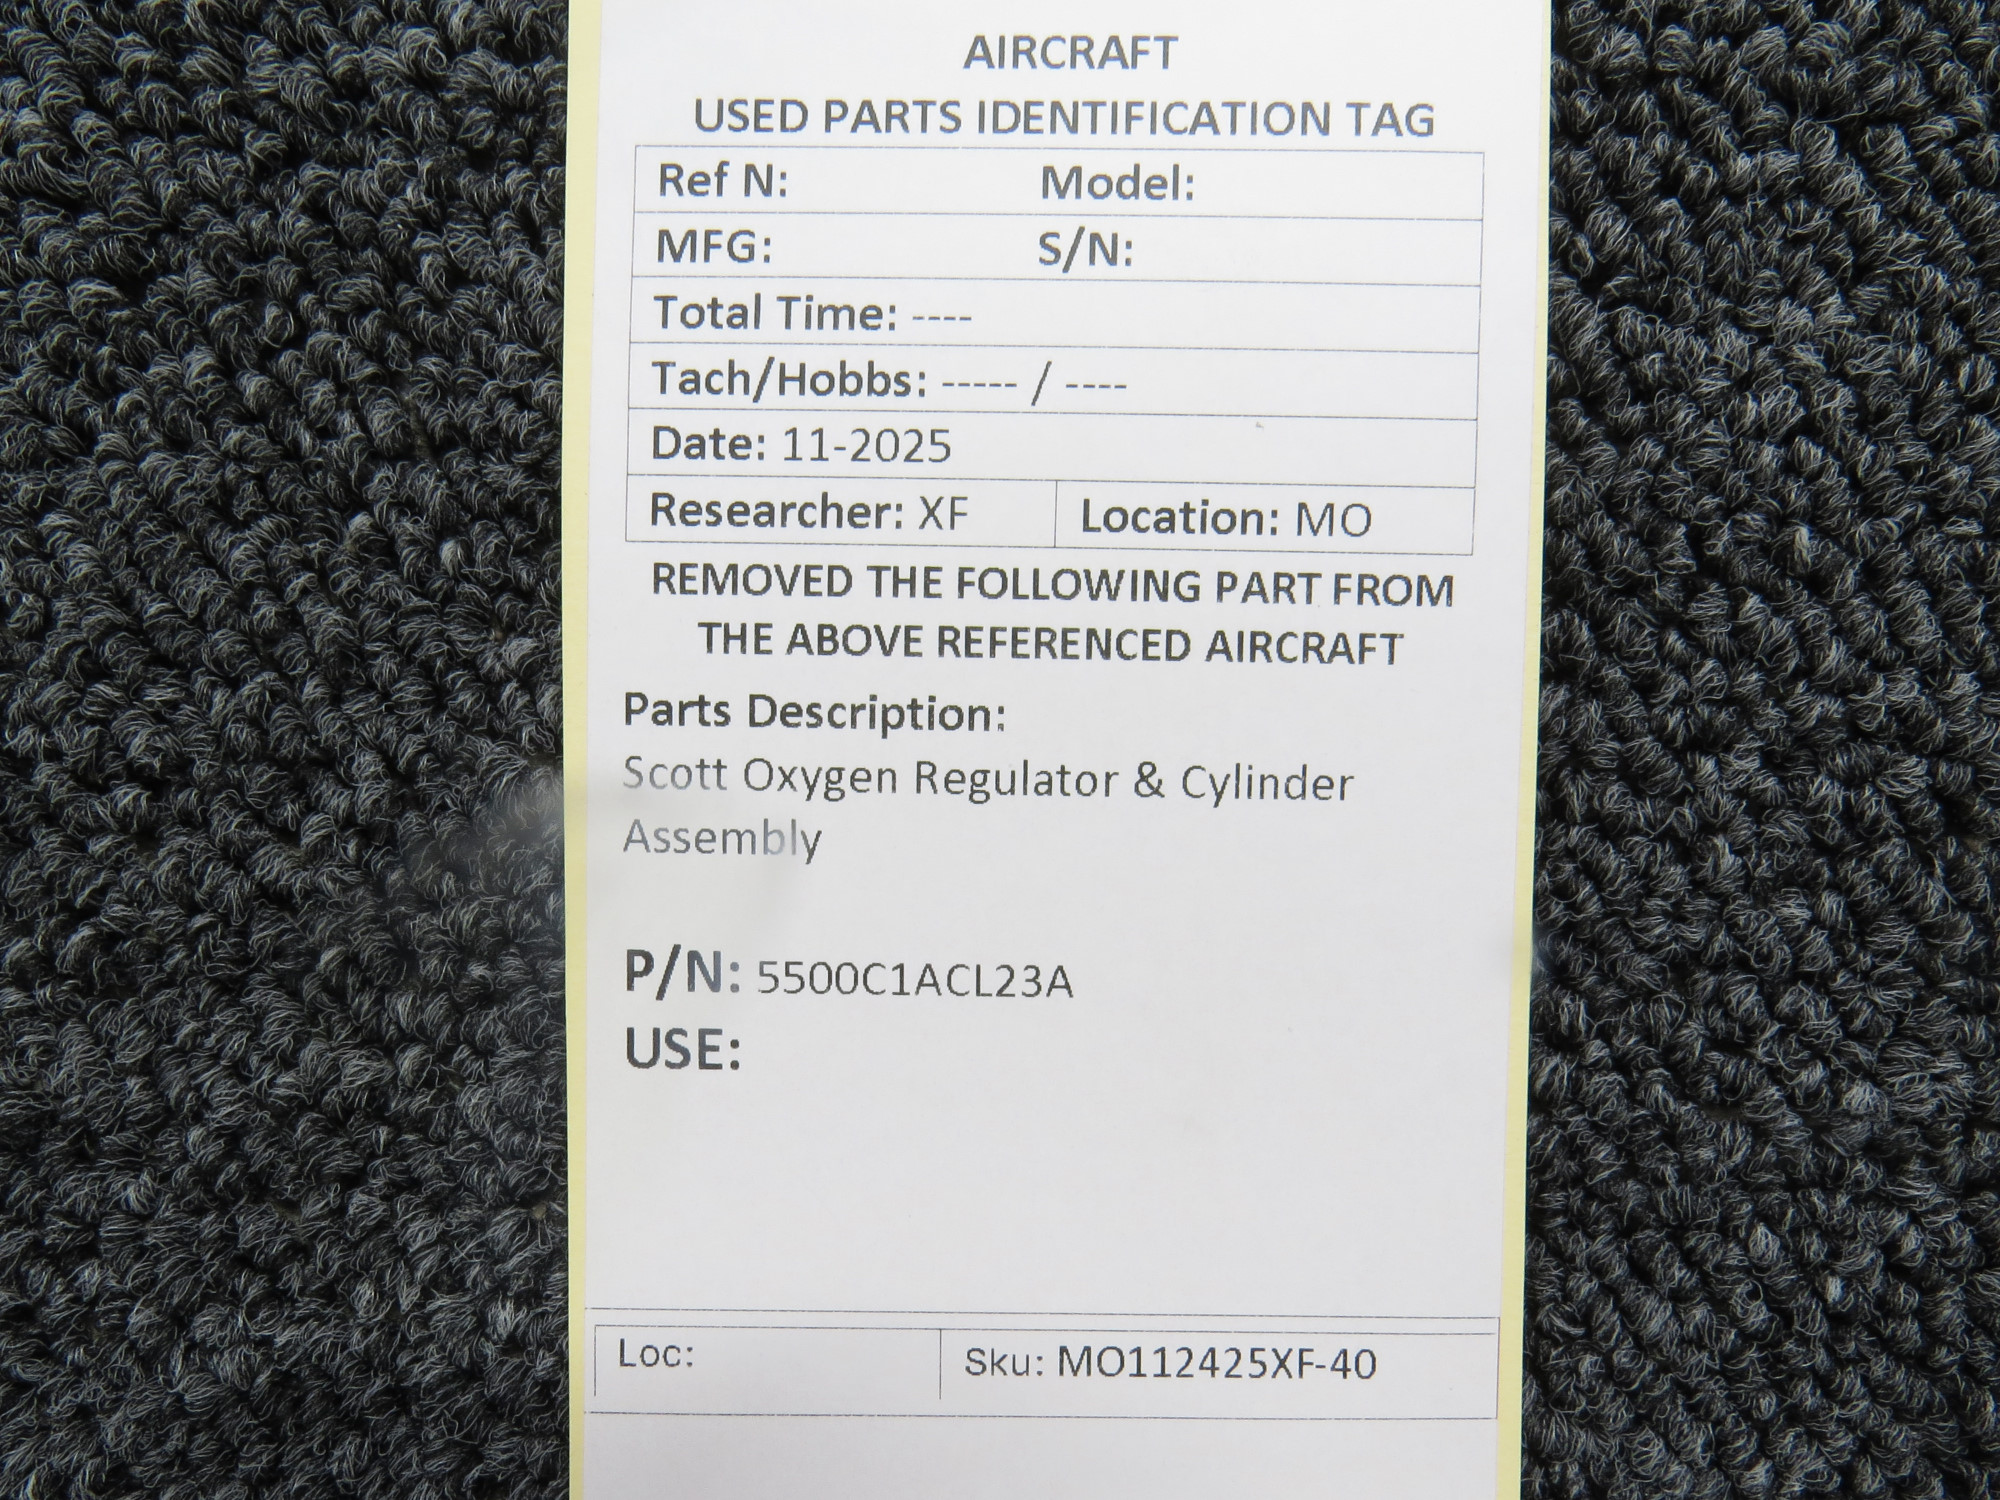 AIRCRAFT
USED PARTS IDENTIFICATION TAG
Ref N: Model:
MFG: S/N:
Total Time: ----
Tach/Hobbs: ----- / ----
Date: 11-2025
Researcher: XF Location: MO
REMOVED THE FOLLOWING PART FROM
THE ABOVE REFERENCED AIRCRAFT
Parts Description:
Scott Oxygen Regulator & Cylinder
Assembly
P/N: 5500C1ACL23A
USE:
Loc: Sku: MO112425XF-40